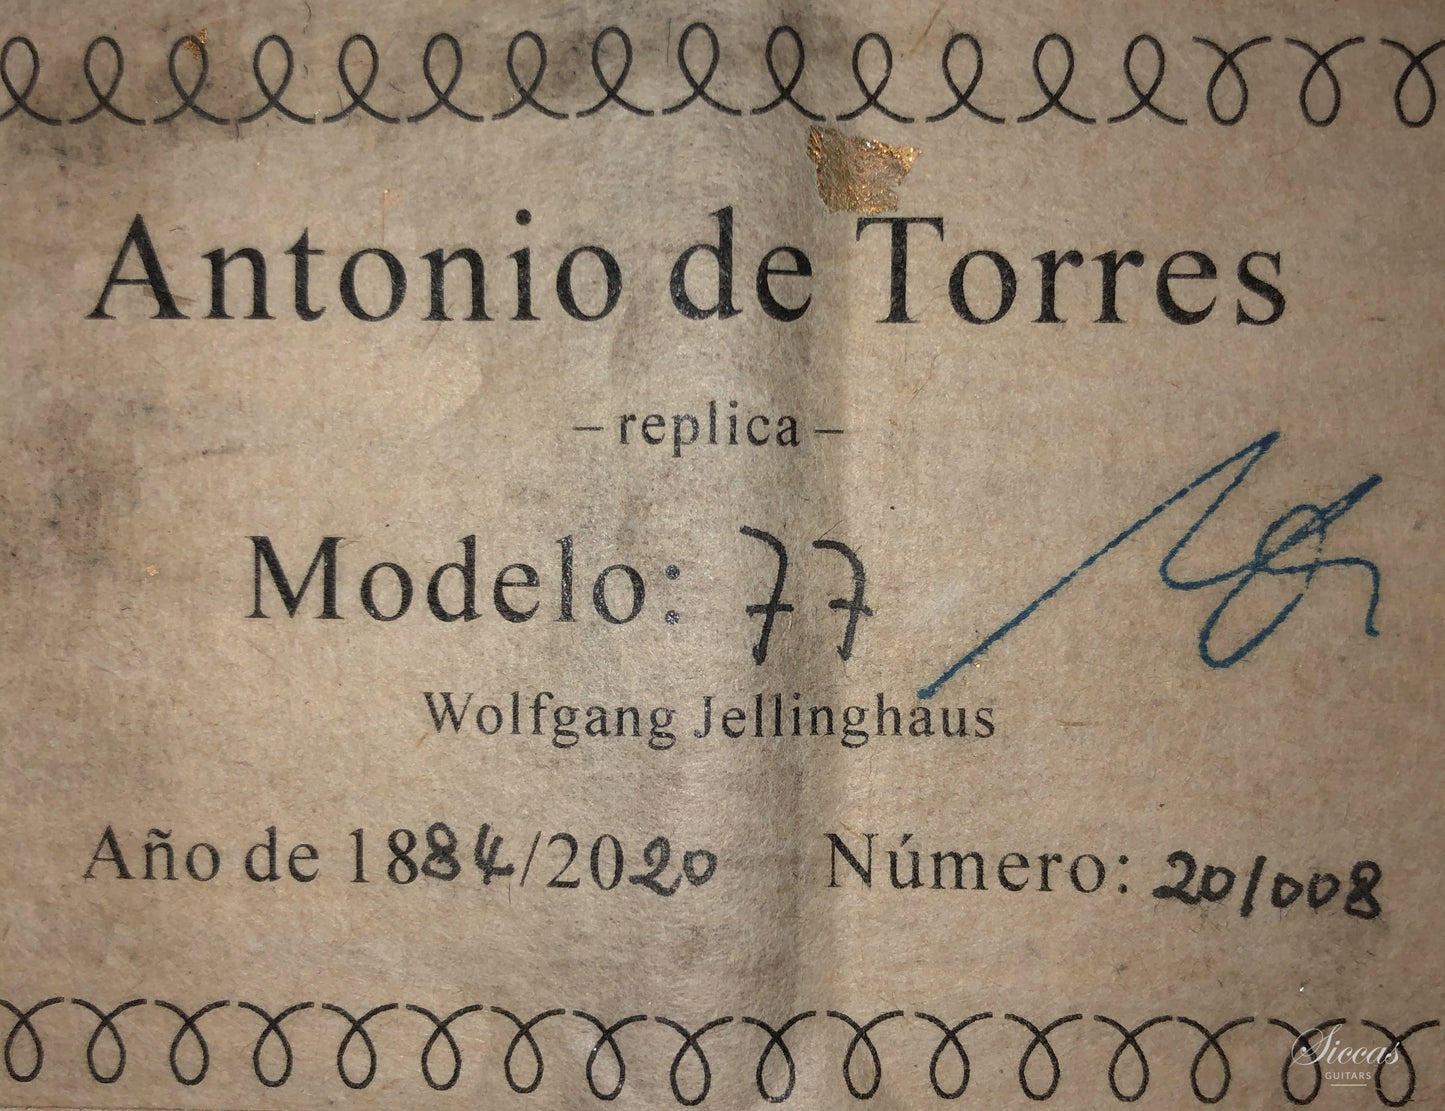 Antonio de Torres
– replica –
Modelo: 77
Wolfgang Jellinghaus
Año de 1884/2020 Número: 20/008
Siccas
GUITARS